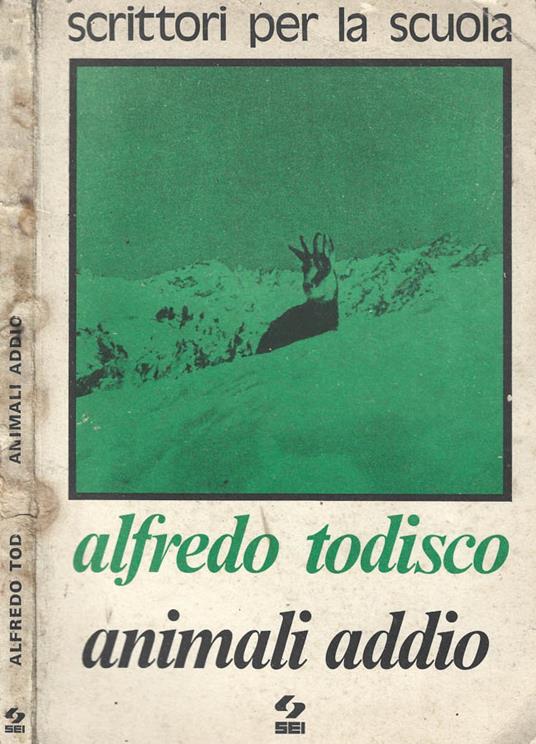 scrittori per la scuola
alfredo todisco
animali addio
SEI
ALFREDO TOD
ANIMALI ADDIO
SEI